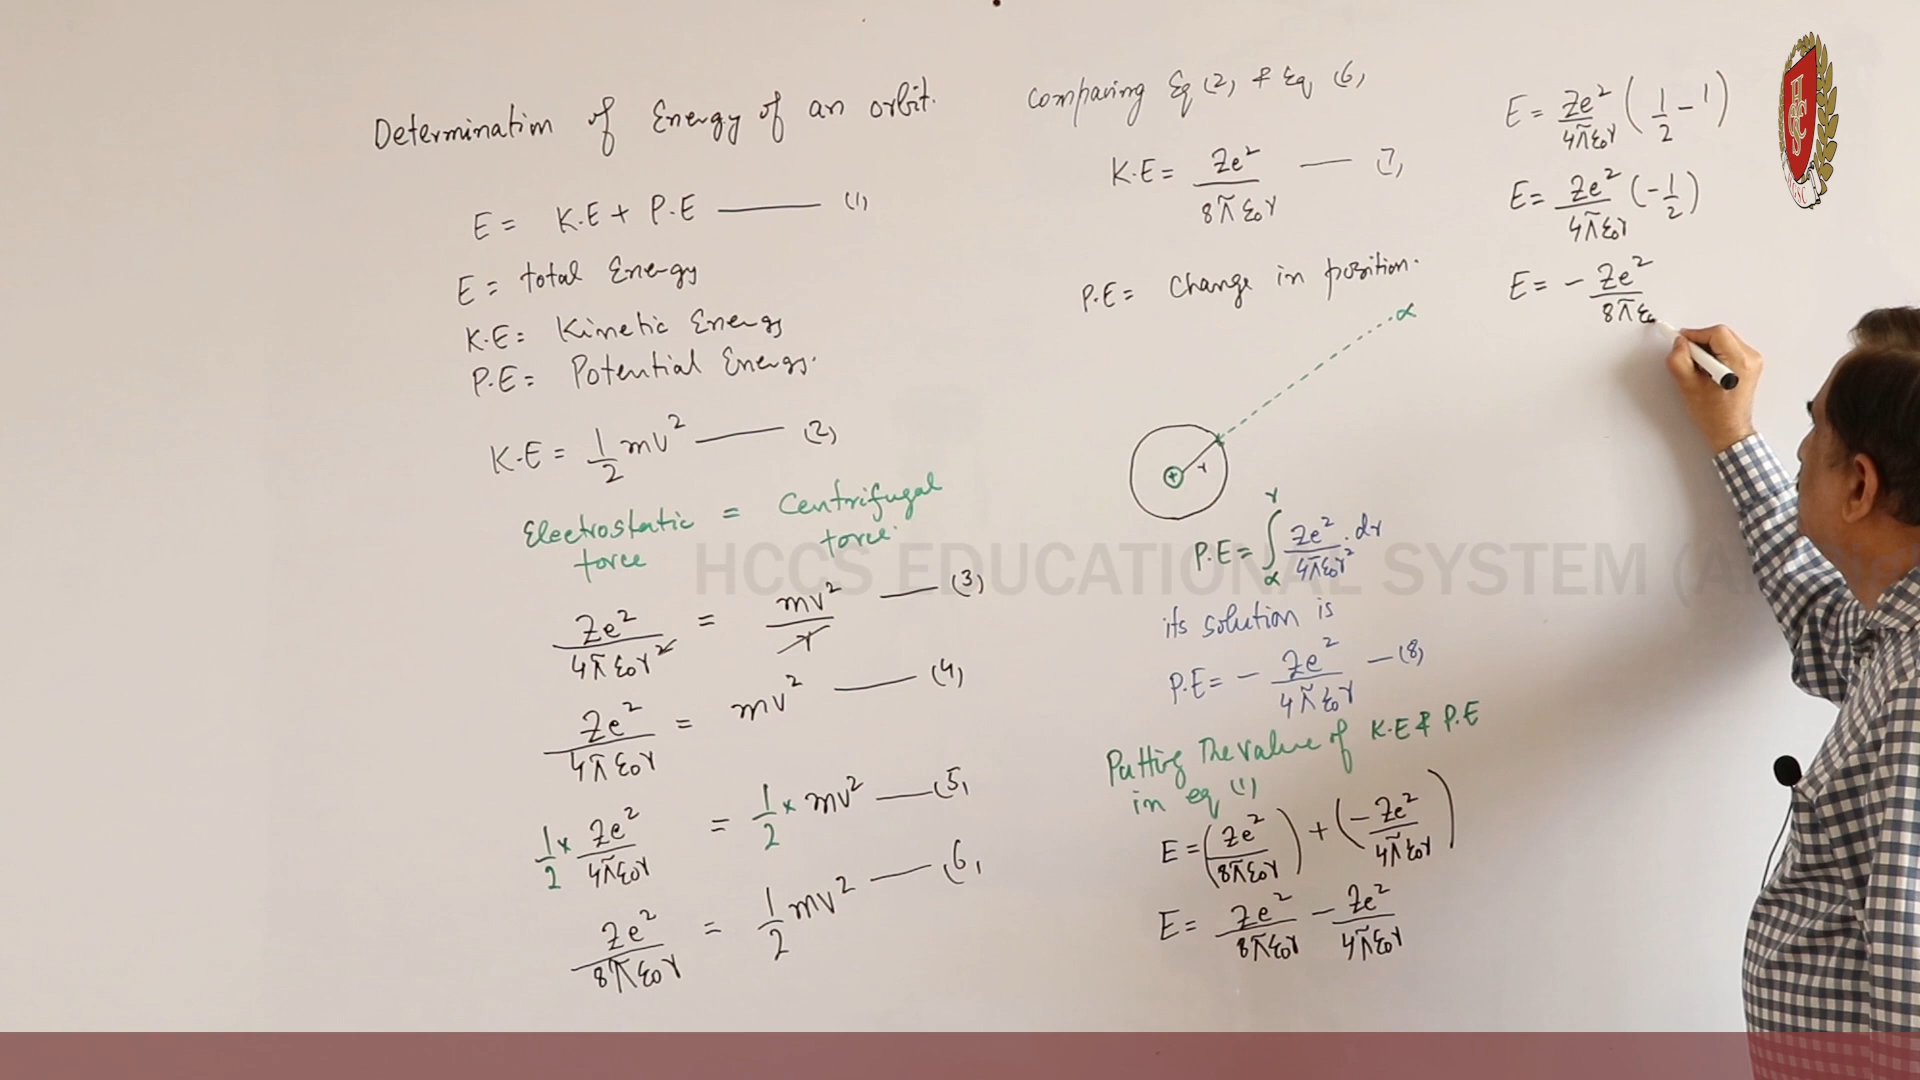 Determination of Energy of an orbit.
E = K.E + P.E —— (1)
E = total Energy
K.E = Kinetic Energy
P.E = Potential Energy.
K.E = 1/2 mv² —— (2)
Electrostatic force = Centrifugal force.
Ze²/4πε₀r² = mv²/r —— (3)
Ze²/4πε₀r = mv² —— (4)
1/2 × Ze²/4πε₀r = 1/2 × mv² —— (5)
Ze²/8πε₀r = 1/2 mv² —— (6)
Comparing Eq (2) & Eq (6)
K.E = Ze²/8πε₀r —— (7)
P.E = Change in position.
α
+ r
P.E = ∫_α^r Ze²/4πε₀r² . dr
its solution is
P.E = - Ze²/4πε₀r — (8)
Putting The value of K.E & P.E
in eq (1)
E = (Ze²/8πε₀r) + (- Ze²/4πε₀r)
E = Ze²/8πε₀r - Ze²/4πε₀r
E = Ze²/4πε₀r (1/2 - 1)
E = Ze²/4πε₀r (-1/2)
E = - Ze²/8πε₀
HCCS EDUCATIONAL SYSTEM